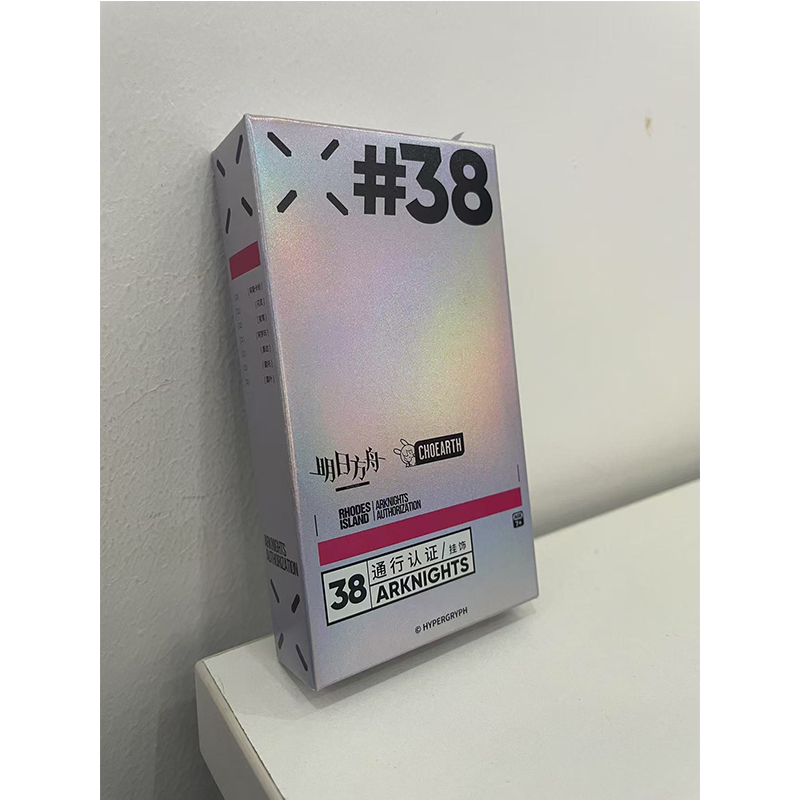 #38
明日方舟
CHOEARTH
RHODES ISLAND
ARKNIGHTS AUTHORIZATION
38
通行认证/挂饰
ARKNIGHTS
© HYPERGRYPH
ARKNIGHTS
AUTHORIZATION